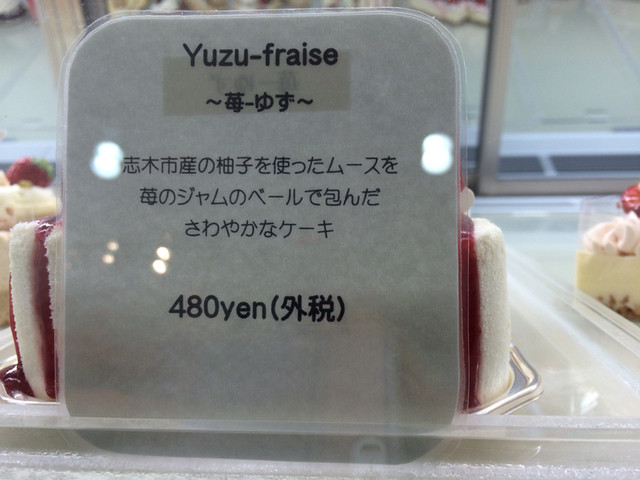 Yuzu-fraise
～苺-ゆず～
志木市産の柚子を使ったムースを
苺のジャムのベールで包んだ
さわやかなケーキ
480yen(外税)